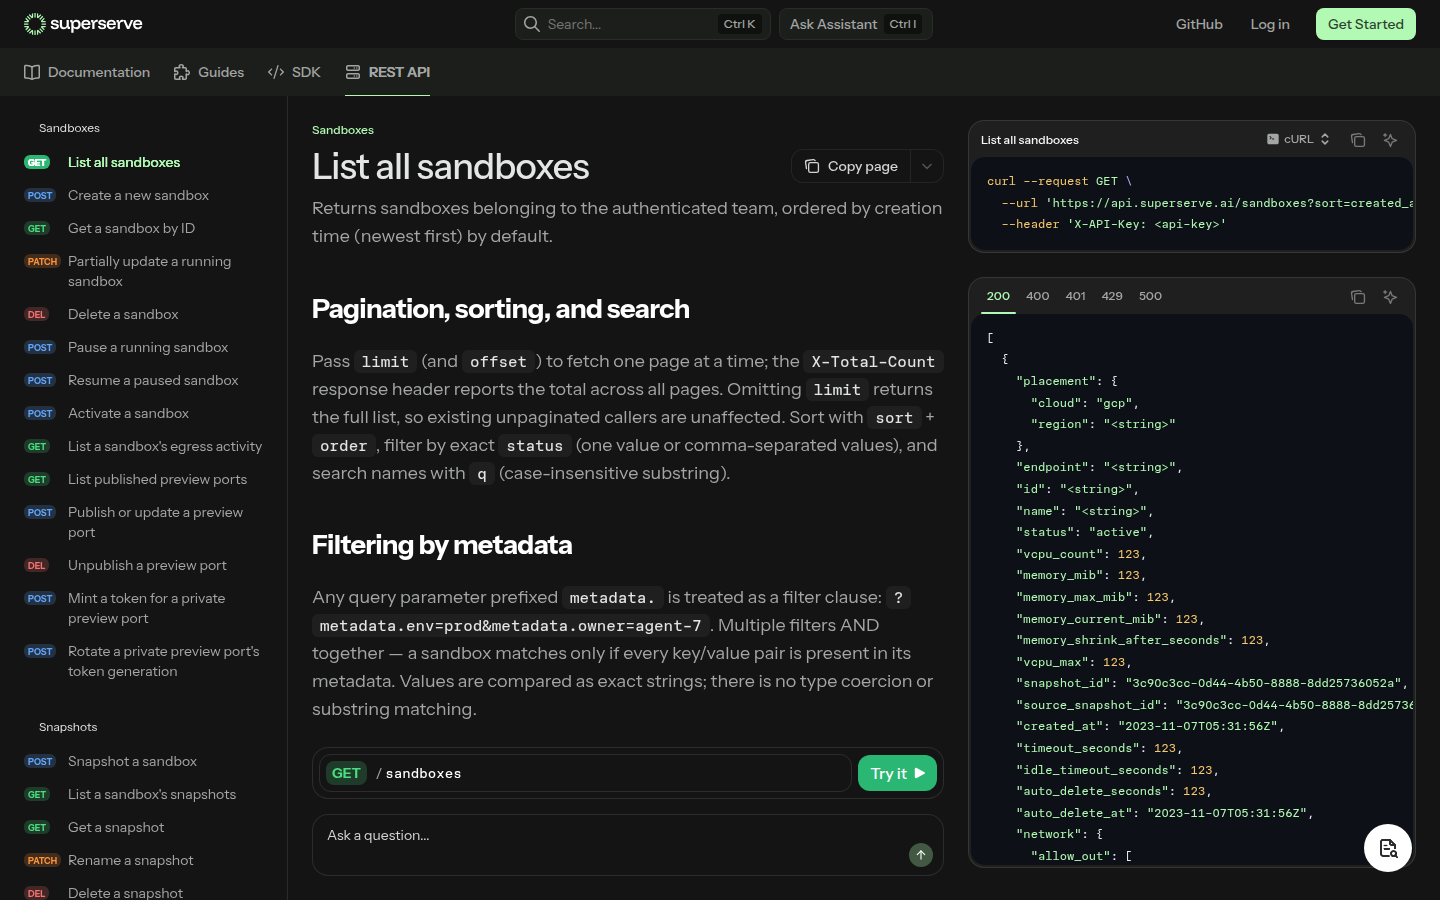 superserve
Search...
Ctrl K
Ask Assistant
Ctrl I
GitHub
Log in
Get Started
Documentation
Guides
SDK
REST API
Sandboxes
GET List all sandboxes
POST Create a new sandbox
GET Get a sandbox by ID
PATCH Partially update a running
sandbox
DEL Delete a sandbox
POST Pause a running sandbox
POST Resume a paused sandbox
POST Activate a sandbox
GET List a sandbox's egress activity
GET List published preview ports
POST Publish or update a preview
port
DEL Unpublish a preview port
POST Mint a token for a private
preview port
POST Rotate a private preview port's
token generation
Snapshots
POST Snapshot a sandbox
GET List a sandbox's snapshots
GET Get a snapshot
PATCH Rename a snapshot
DEL Delete a snapshot
Sandboxes
List all sandboxes
Copy page
Returns sandboxes belonging to the authenticated team, ordered by creation
time (newest first) by default.
Pagination, sorting, and search
Pass limit (and offset) to fetch one page at a time; the X-Total-Count
response header reports the total across all pages. Omitting limit returns
the full list, so existing unpaginated callers are unaffected. Sort with sort +
order, filter by exact status (one value or comma-separated values), and
search names with q (case-insensitive substring).
Filtering by metadata
Any query parameter prefixed metadata. is treated as a filter clause: ?
metadata.env=prod&metadata.owner=agent-7. Multiple filters AND
together — a sandbox matches only if every key/value pair is present in its
metadata. Values are compared as exact strings; there is no type coercion or
substring matching.
GET / sandboxes
Try it
Ask a question...
List all sandboxes
cURL
curl --request GET \
--url 'https://api.superserve.ai/sandboxes?sort=created_a
--header 'X-API-Key: <api-key>'
200 400 401 429 500
[
{
"placement": {
"cloud": "gcp",
"region": "<string>"
},
"endpoint": "<string>",
"id": "<string>",
"name": "<string>",
"status": "active",
"vcpu_count": 123,
"memory_mib": 123,
"memory_max_mib": 123,
"memory_current_mib": 123,
"memory_shrink_after_seconds": 123,
"vcpu_max": 123,
"snapshot_id": "3c90c3cc-0d44-4b50-8888-8dd25736052a",
"source_snapshot_id": "3c90c3cc-0d44-4b50-8888-8dd25736
"created_at": "2023-11-07T05:31:56Z",
"timeout_seconds": 123,
"idle_timeout_seconds": 123,
"auto_delete_seconds": 123,
"auto_delete_at": "2023-11-07T05:31:56Z",
"network": {
"allow_out": [